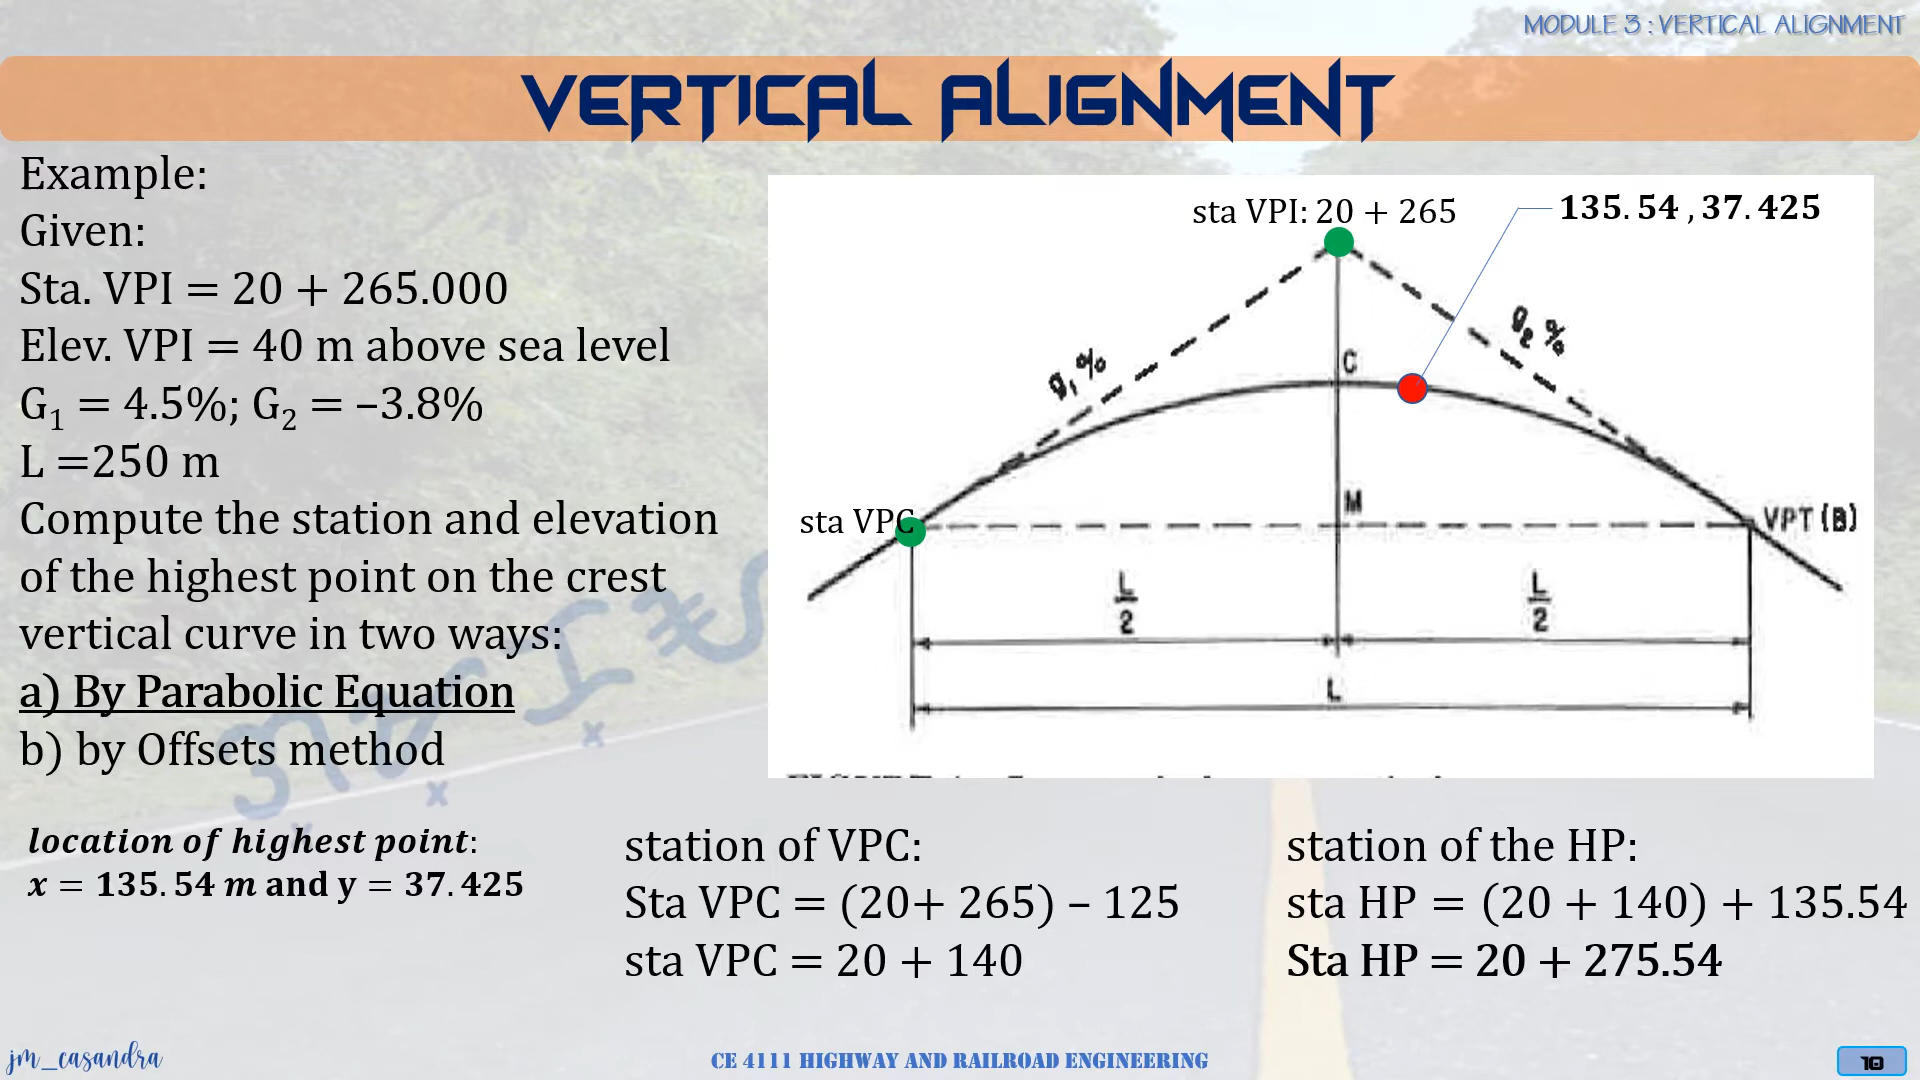 MODULE 3 : VERTICAL ALIGNMENT
VERTICAL ALIGNMENT
Example:
Given:
Sta. VPI = 20 + 265.000
Elev. VPI = 40 m above sea level
G₁ = 4.5%; G₂ = –3.8%
L =250 m
Compute the station and elevation
of the highest point on the crest
vertical curve in two ways:
a) By Parabolic Equation
b) by Offsets method
sta VPI: 20 + 265
135.54 , 37.425
g₁ %
g₂ %
C
sta VPC
M
VPT (B)
L
2
L
2
L
location of highest point:
x = 135.54 m and y = 37.425
station of VPC:
Sta VPC = (20+ 265) – 125
sta VPC = 20 + 140
station of the HP:
sta HP = (20 + 140) + 135.54
Sta HP = 20 + 275.54
jm_casandra
CE 4111 HIGHWAY AND RAILROAD ENGINEERING
10